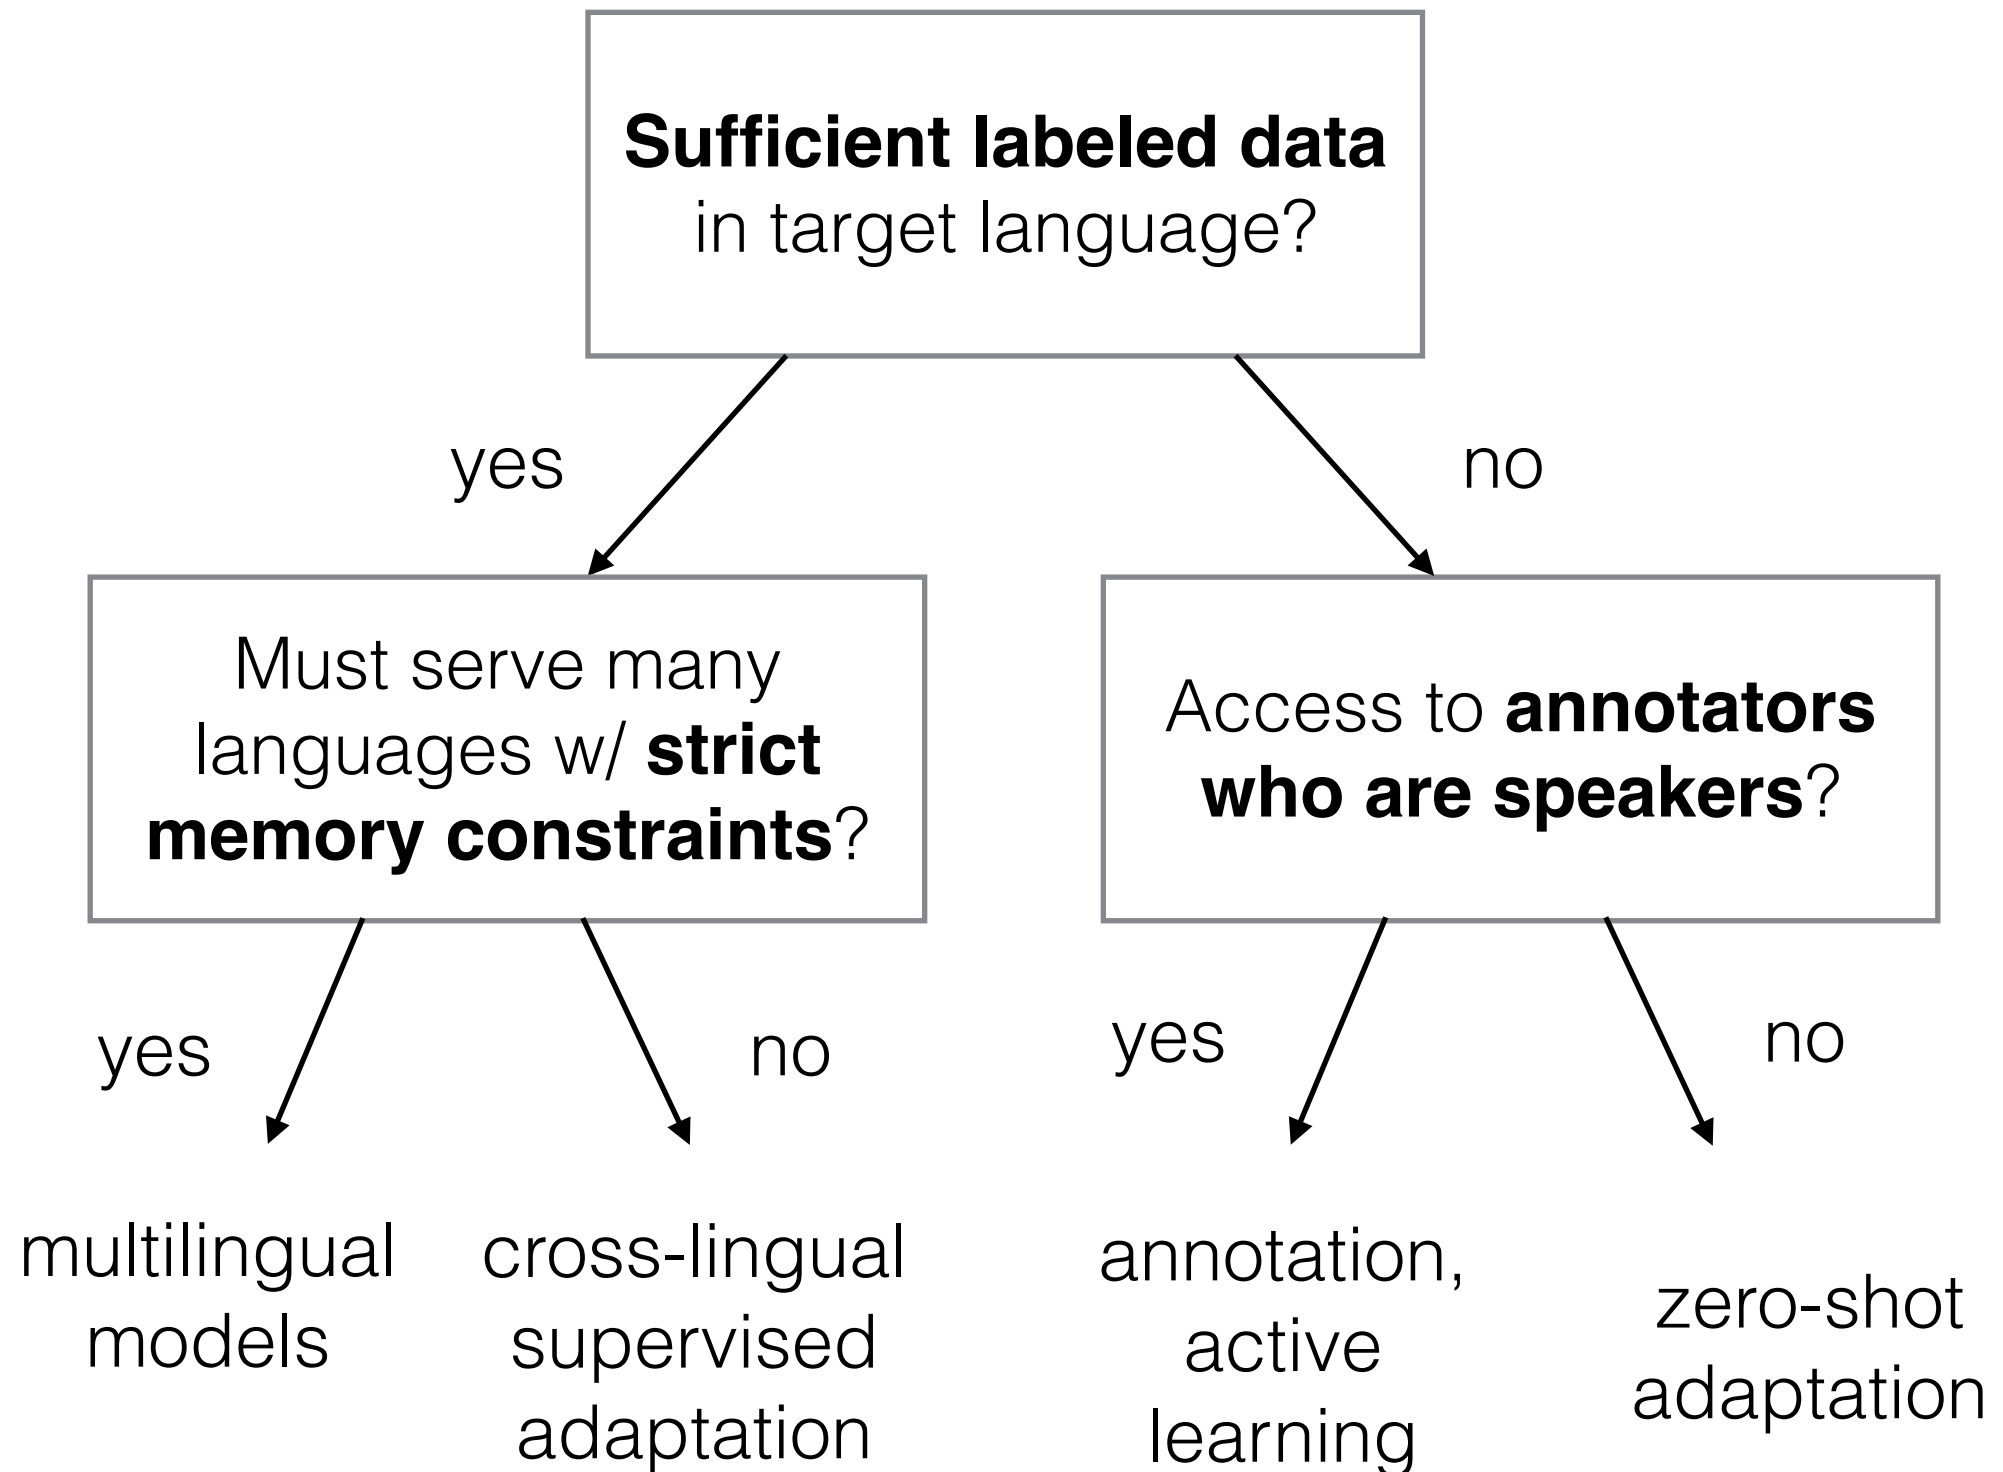 Sufficient labeled data
in target language?
yes
no
Must serve many
languages w/ strict
memory constraints?
Access to annotators
who are speakers?
yes
no
yes
no
multilingual
models
cross-lingual
supervised
adaptation
annotation,
active
learning
zero-shot
adaptation